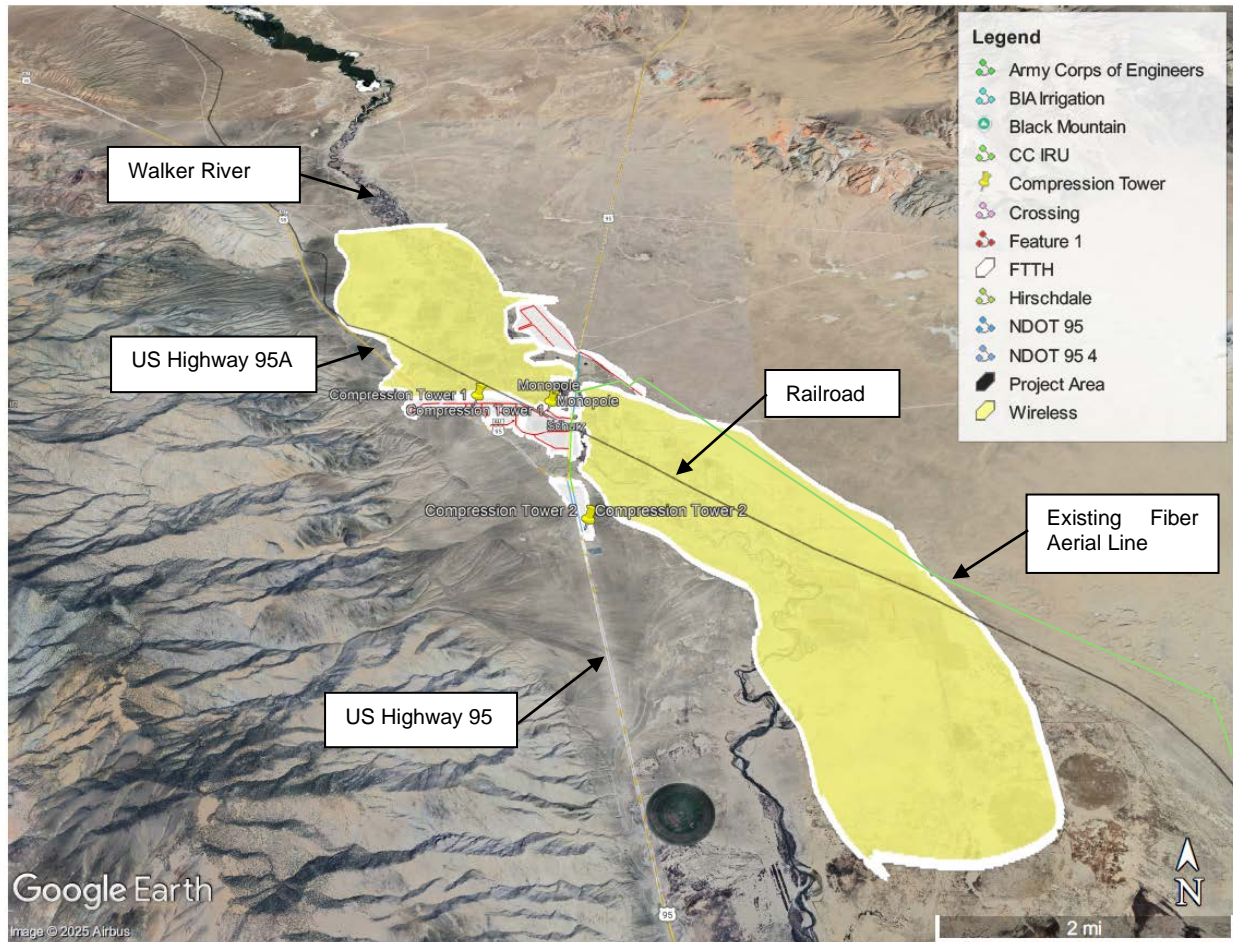 Legend
Army Corps of Engineers
BIA Irrigation
Black Mountain
CC IRU
Compression Tower
Crossing
Feature 1
FTTH
Hirschdale
NDOT 95
NDOT 95 4
Project Area
Wireless
Walker River
95
US Highway 95A
Compression Tower 1
Compression Tower 1
Monopole
Monopole
Schurz
Railroad
Compression Tower 2
Compression Tower 2
Existing Fiber
Aerial Line
US Highway 95
95
Google Earth
Image © 2025 Airbus
N
2 mi